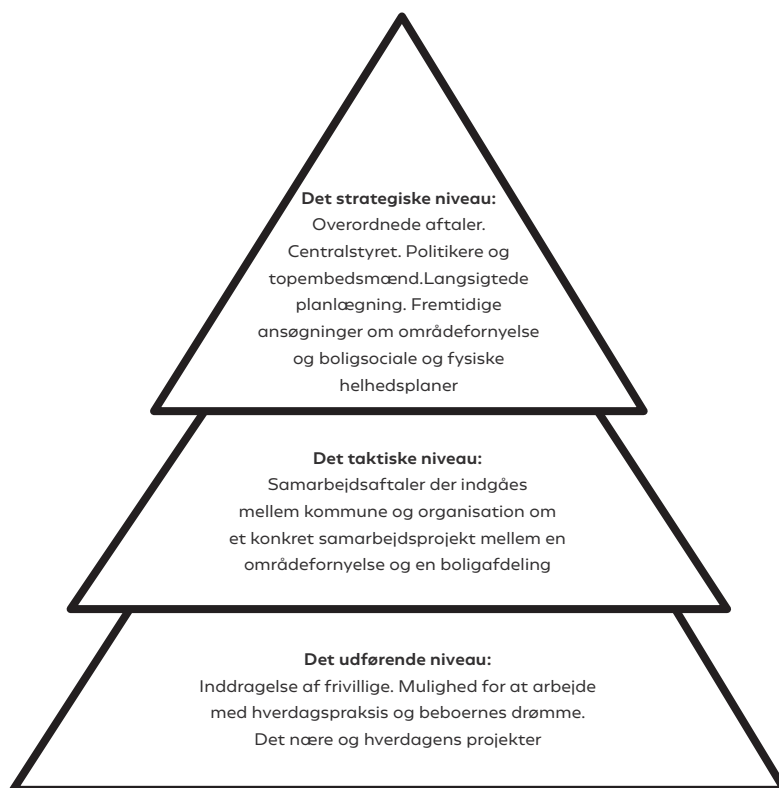 Det strategiske niveau:
Overordnede aftaler.
Centralstyret. Politikere og
topembedsmænd.Langsigtede
planlægning. Fremtidige
ansøgninger om områdefornyelse
og boligsociale og fysiske
helhedsplaner
Det taktiske niveau:
Samarbejdsaftaler der indgåes
mellem kommune og organisation om
et konkret samarbejdsprojekt mellem en
områdefornyelse og en boligafdeling
Det udførende niveau:
Inddragelse af frivillige. Mulighed for at arbejde
med hverdagspraksis og beboernes drømme.
Det nære og hverdagens projekter